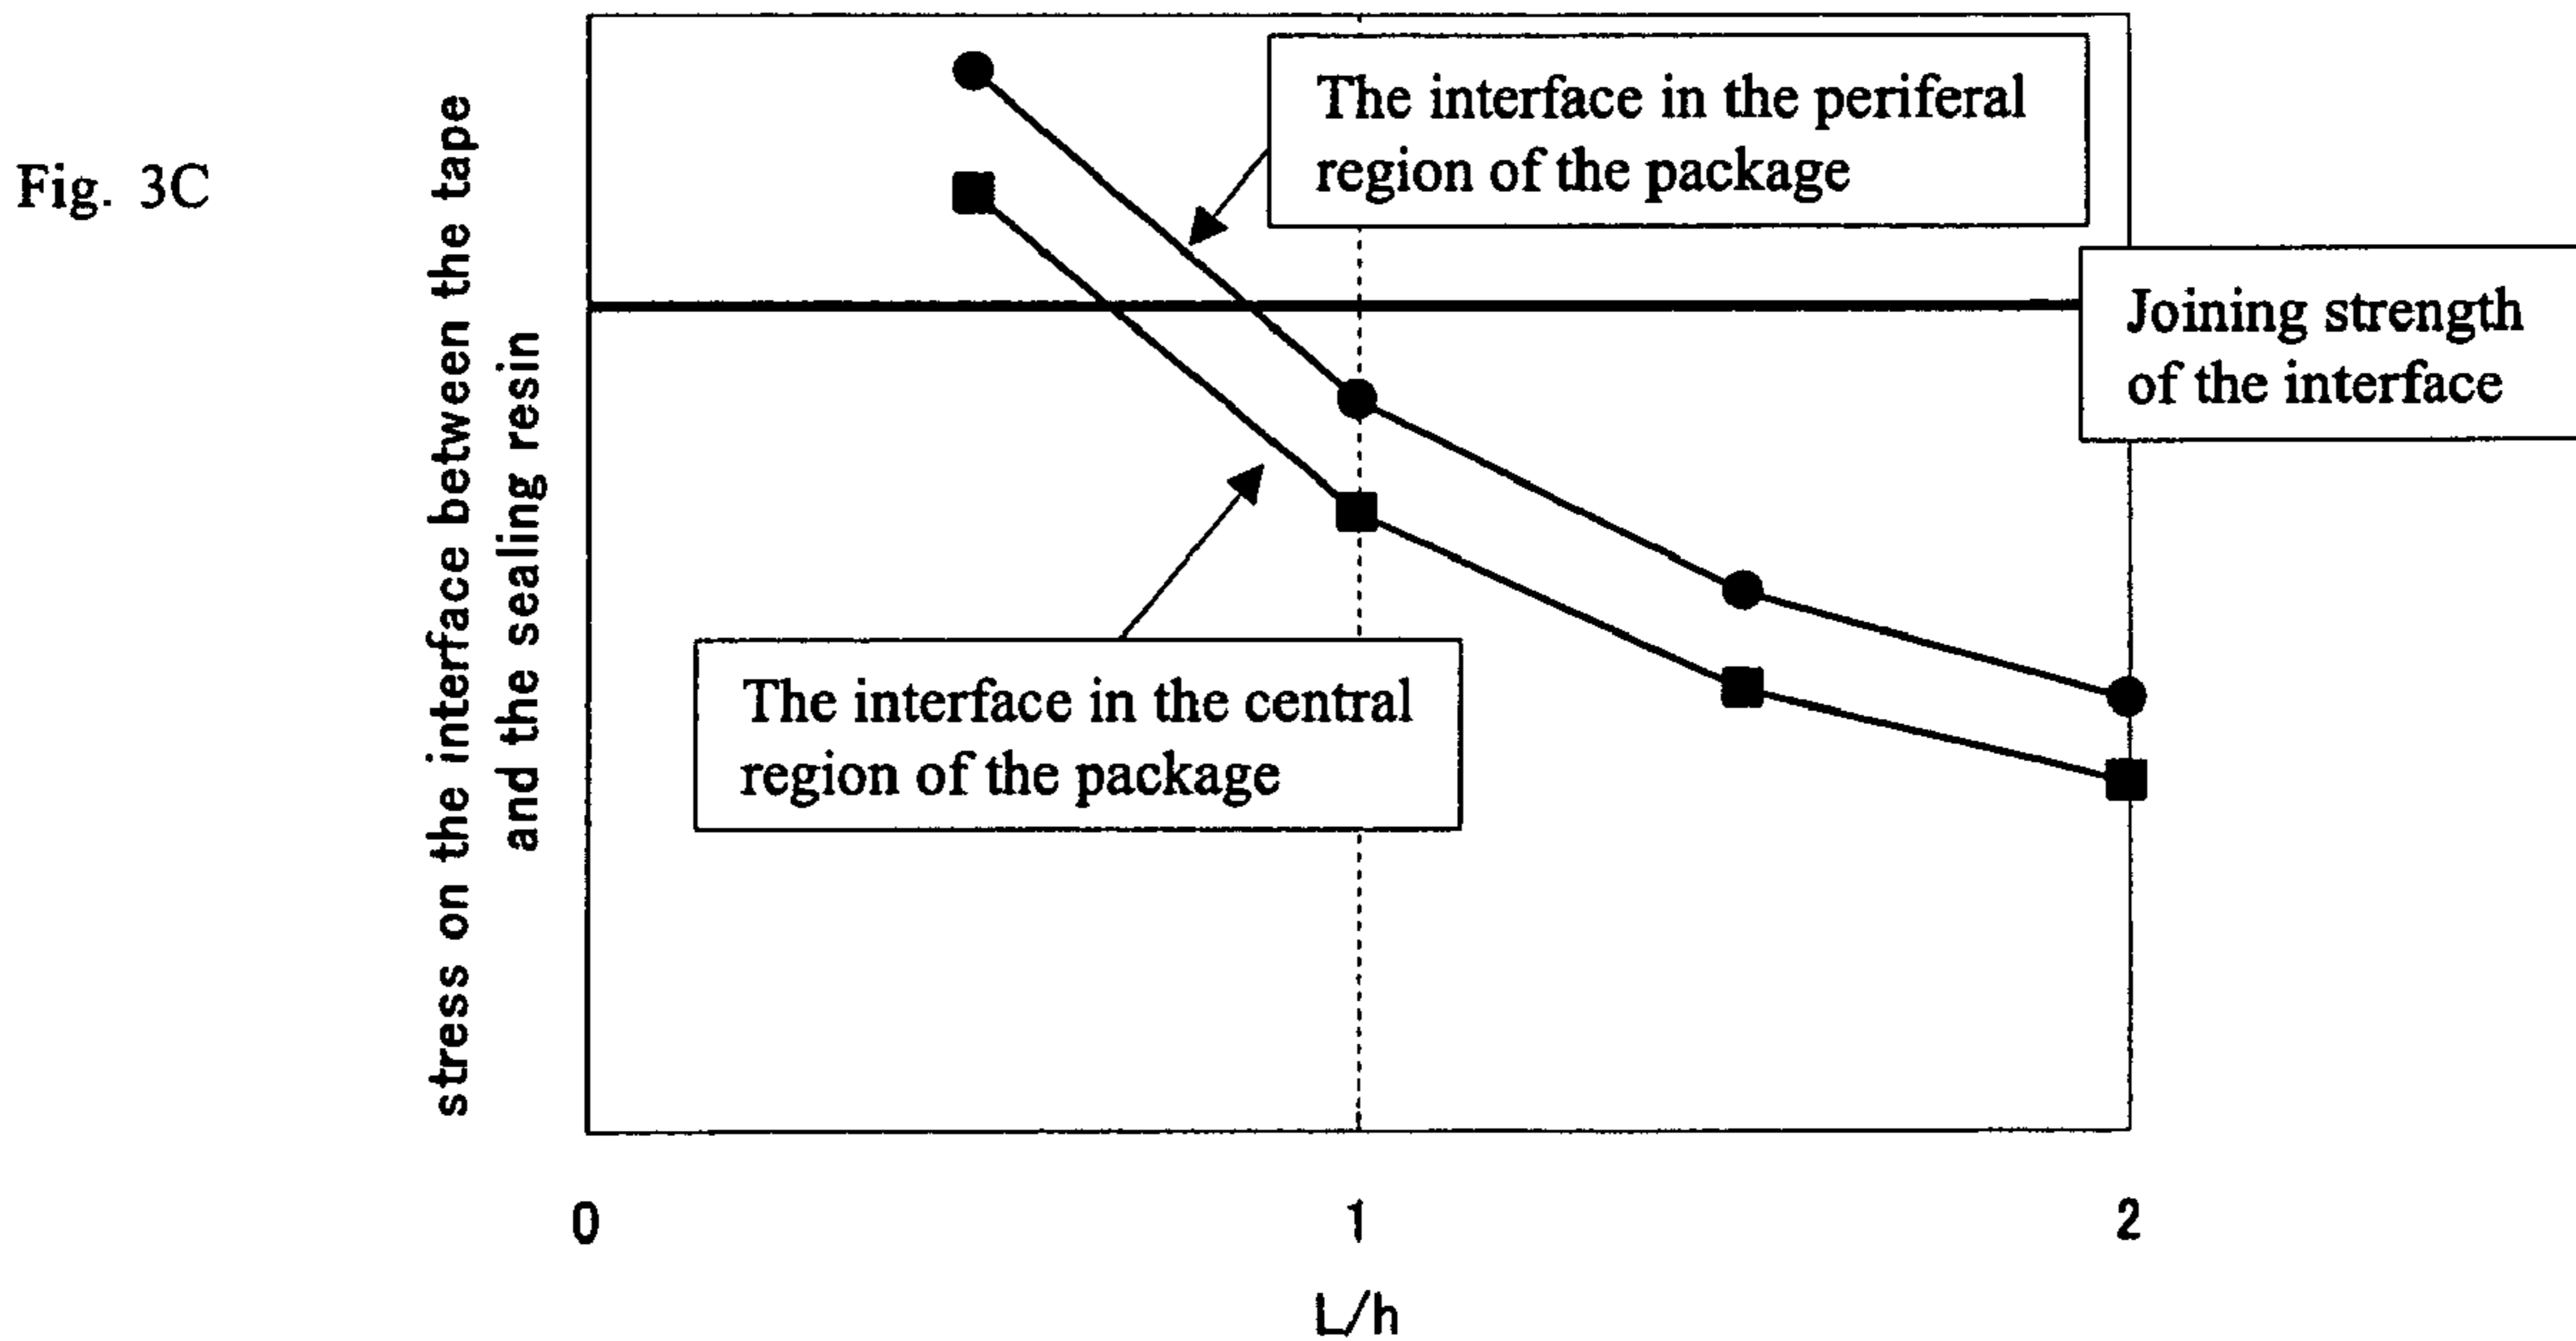 Fig. 3C
stress on the interface between the tape
and the sealing resin
The interface in the periferal
region of the package
Joining strength
of the interface
The interface in the central
region of the package
0
1
2
L/h